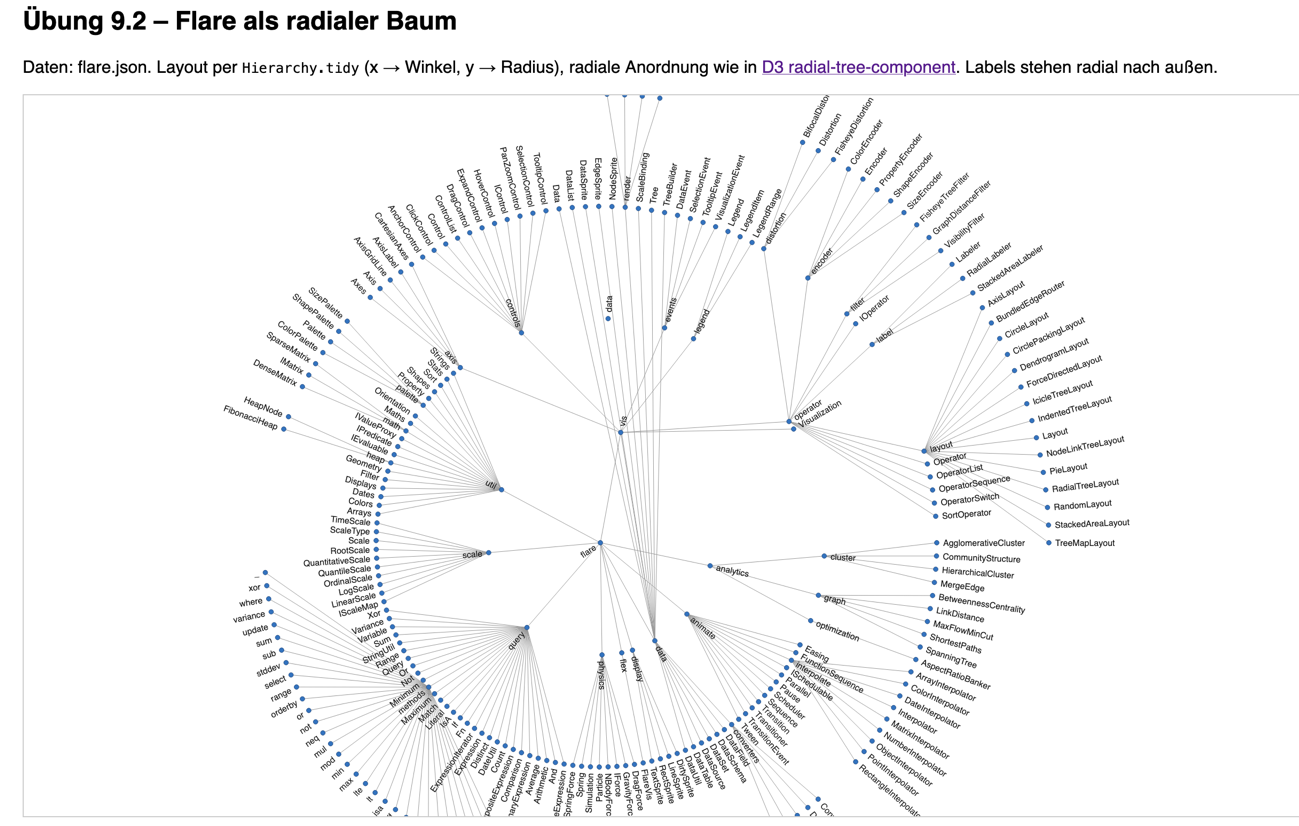 Übung 9.2 – Flare als radialer Baum
Daten: flare.json. Layout per Hierarchy.tidy (x → Winkel, y → Radius), radiale Anordnung wie in D3 radial-tree-component. Labels stehen radial nach außen.
flare
analytics
cluster
AgglomerativeCluster
CommunityStructure
HierarchicalCluster
MergeEdge
graph
BetweennessCentrality
LinkDistance
MaxFlowMinCut
ShortestPaths
SpanningTree
optimization
AspectRatioBanker
animate
Easing
FunctionSequence
interpolate
ArrayInterpolator
ColorInterpolator
DateInterpolator
Interpolator
MatrixInterpolator
NumberInterpolator
ObjectInterpolator
PointInterpolator
ISchedulable
Parallel
Pause
Scheduler
Sequence
Transition
Transitioner
TransitionEvent
Tween
data
converters
DataField
DataSchema
DataSet
DataSource
DataTable
DataUtil
display
DirtySprite
LineSprite
RectSprite
TextSprite
flex
FlareVis
physics
DragForce
GravityForce
IForce
Particle
Simulation
Spring
SpringForce
query
And
Arithmetic
Average
Comparison
Count
DateUtil
Distinct
Expression
ExpressionIterator
Fn
If
IsA
Literal
Match
Maximum
methods
Minimum
Not
Or
Query
Range
StringUtil
Sum
Variable
Variance
Xor
_
xor
where
variance
update
sum
sub
stddev
select
range
orderby
or
not
neq
mul
mod
min
max
lte
lt
isa
scale
IScaleMap
LinearScale
LogScale
OrdinalScale
QuantileScale
QuantitativeScale
RootScale
Scale
ScaleType
TimeScale
util
Arrays
Colors
Dates
Displays
Filter
Geometry
heap
FibonacciHeap
HeapNode
IEvaluable
IPredicate
IValueProxy
math
DenseMatrix
IMatrix
SparseMatrix
Maths
Orientation
palette
ColorPalette
Palette
ShapePalette
SizePalette
Property
Shapes
Sort
Stats
Strings
vis
axis
Axes
Axis
AxisGridLine
AxisLabel
CartesianAxes
controls
AnchorControl
ClickControl
Control
ControlList
DragControl
ExpandControl
HoverControl
IControl
PanZoomControl
SelectionControl
TooltipControl
data
Data
DataList
DataSprite
EdgeSprite
NodeSprite
render
ScaleBinding
Tree
TreeBuilder
events
DataEvent
SelectionEvent
TooltipEvent
VisualizationEvent
legend
Legend
LegendItem
LegendRange
operator
distortion
BifocalDistor
Distortion
FisheyeDistortion
encoder
ColorEncoder
Encoder
PropertyEncoder
ShapeEncoder
SizeEncoder
filter
FisheyeTreeFilter
GraphDistanceFilter
VisibilityFilter
IOperator
label
Labeler
RadialLabeler
StackedAreaLabeler
layout
AxisLayout
BundledEdgeRouter
CircleLayout
CirclePackingLayout
DendrogramLayout
ForceDirectedLayout
IcicleTreeLayout
IndentedTreeLayout
Layout
NodeLinkTreeLayout
PieLayout
RadialTreeLayout
RandomLayout
StackedAreaLayout
TreeMapLayout
Operator
OperatorList
OperatorSequence
OperatorSwitch
SortOperator
Visualization